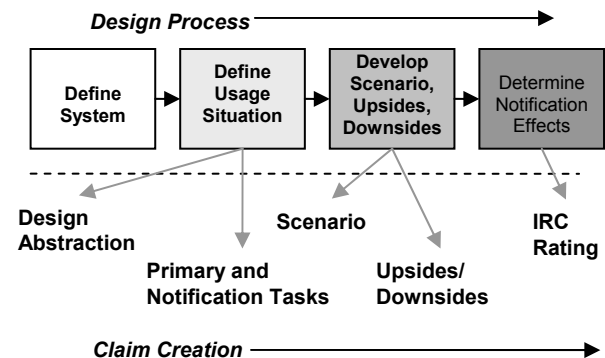 Design Process
Define
System
Define
Usage
Situation
Develop
Scenario,
Upsides,
Downsides
Determine
Notification
Effects
Design
Abstraction
Primary and
Notification Tasks
Scenario
Upsides/
Downsides
IRC
Rating
Claim Creation